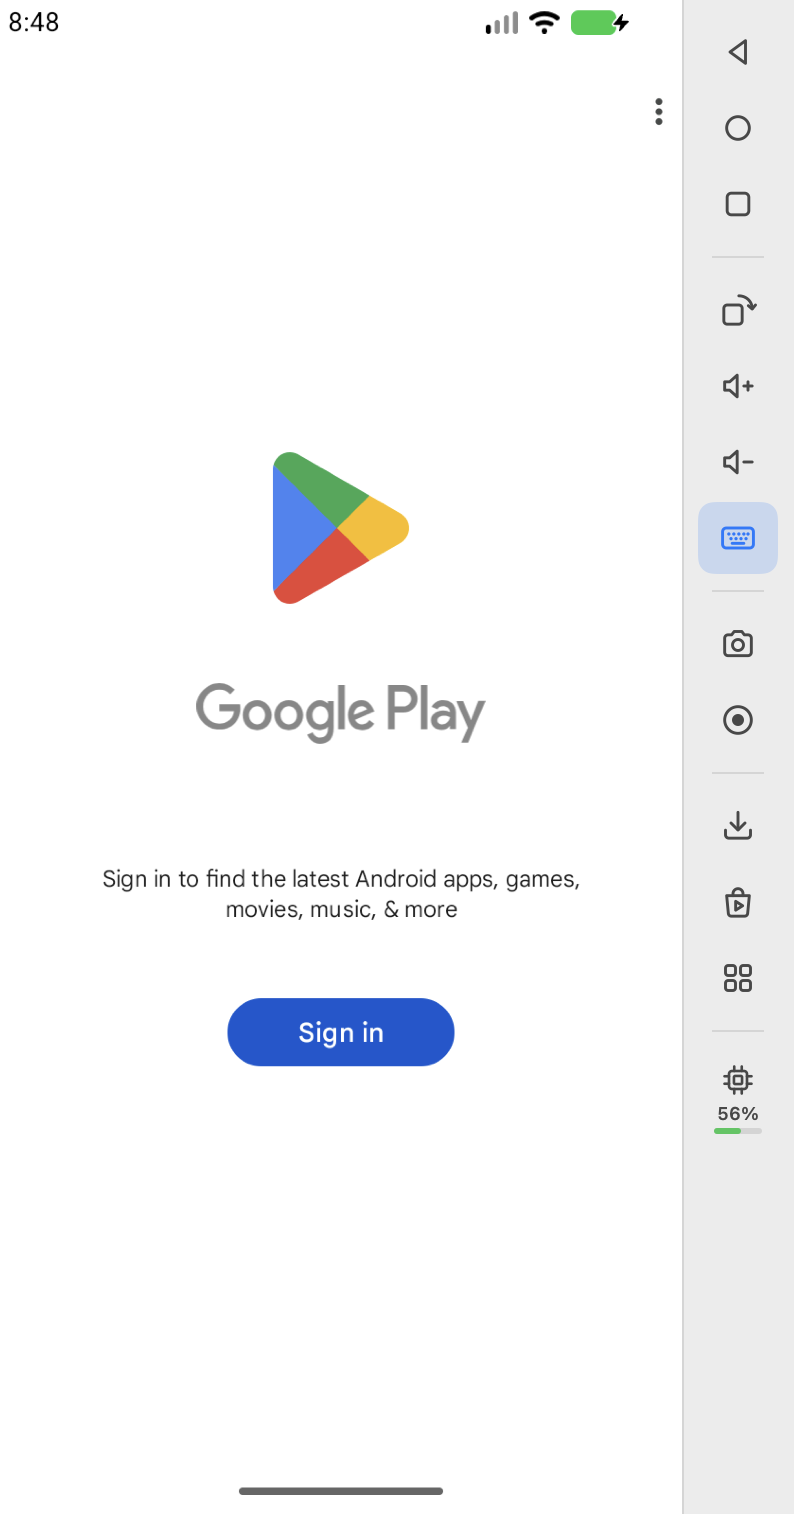 8:48
Google Play
Sign in to find the latest Android apps, games,
movies, music, & more
Sign in
56%